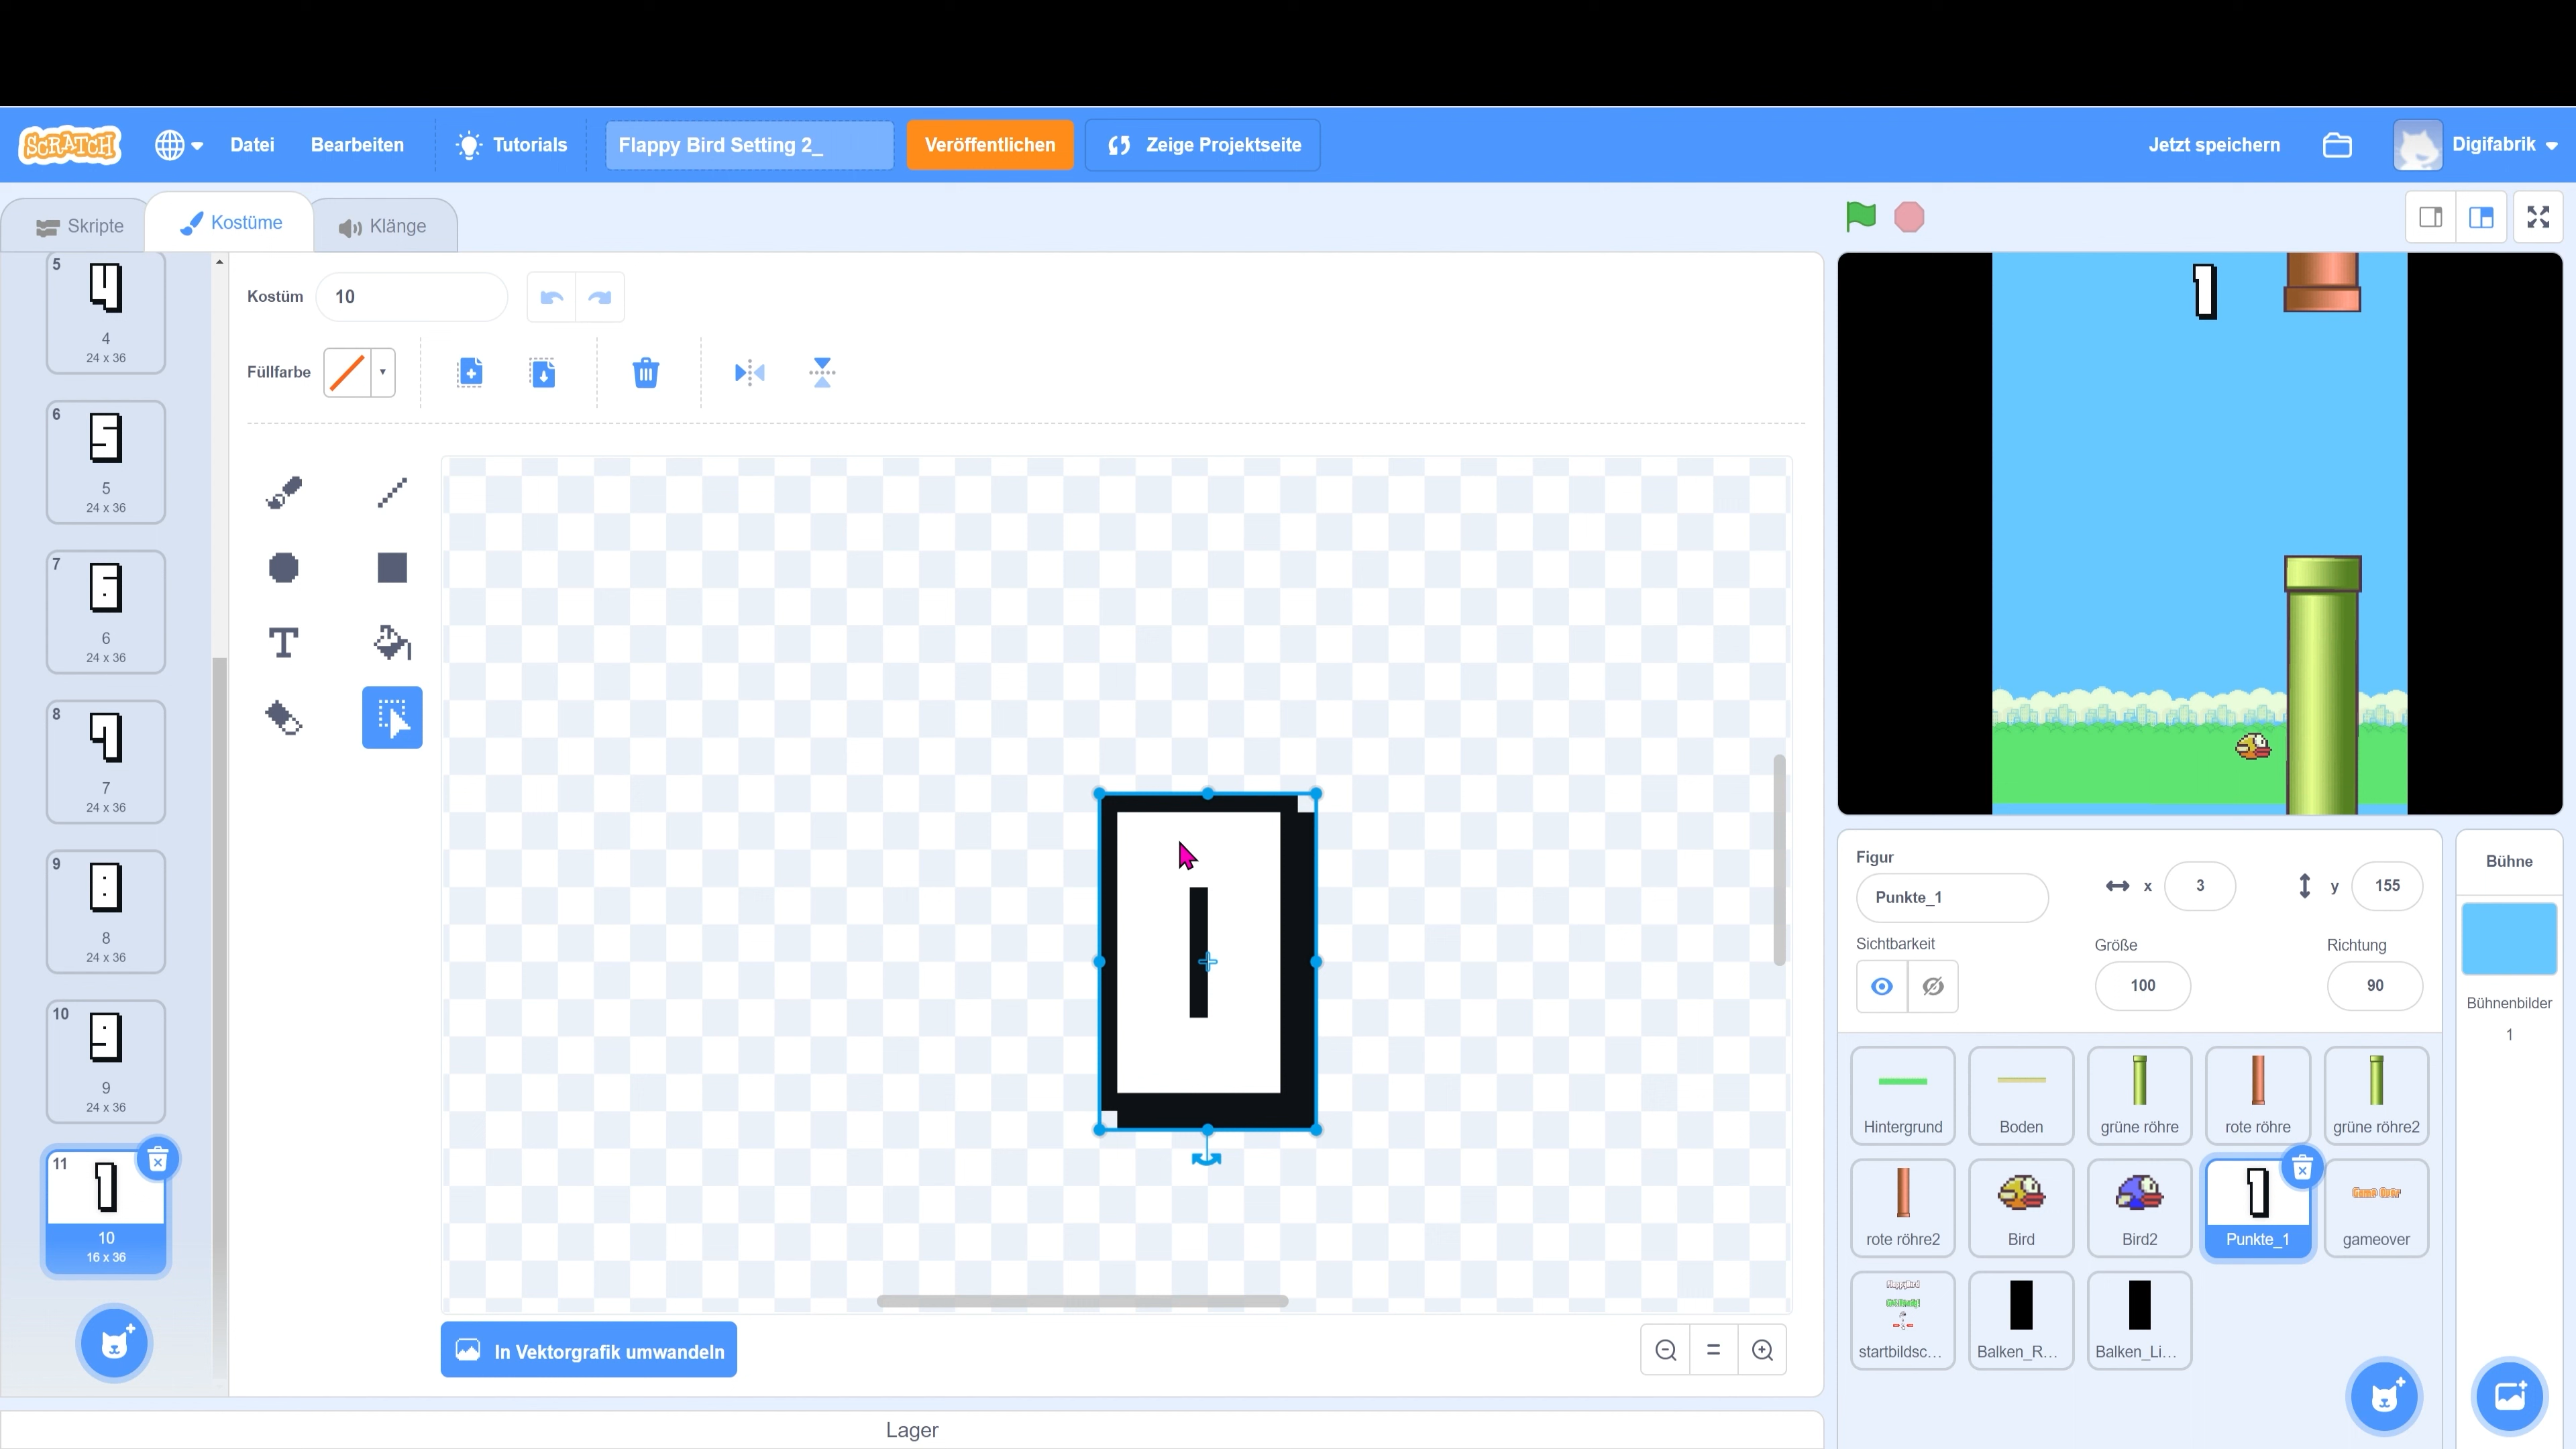 SCRATCH
Datei
Bearbeiten
Tutorials
Flappy Bird Setting 2_
Veröffentlichen
Zeige Projektseite
Jetzt speichern
Digifabrik
Skripte
Kostüme
Klänge
5
4
24 x 36
6
5
24 x 36
7
6
24 x 36
8
7
24 x 36
9
8
24 x 36
10
9
24 x 36
11
10
16 x 36
Kostüm
10
Füllfarbe
In Vektorgrafik umwandeln
Lager
1
Figur
Punkte_1
x
3
y
155
Sichtbarkeit
Größe
100
Richtung
90
Hintergrund
Boden
grüne röhre
rote röhre
grüne röhre2
rote röhre2
Bird
Bird2
Punkte_1
Game Over
gameover
startbildsc...
Balken_R...
Balken_Li...
Bühne
Bühnenbilder
1